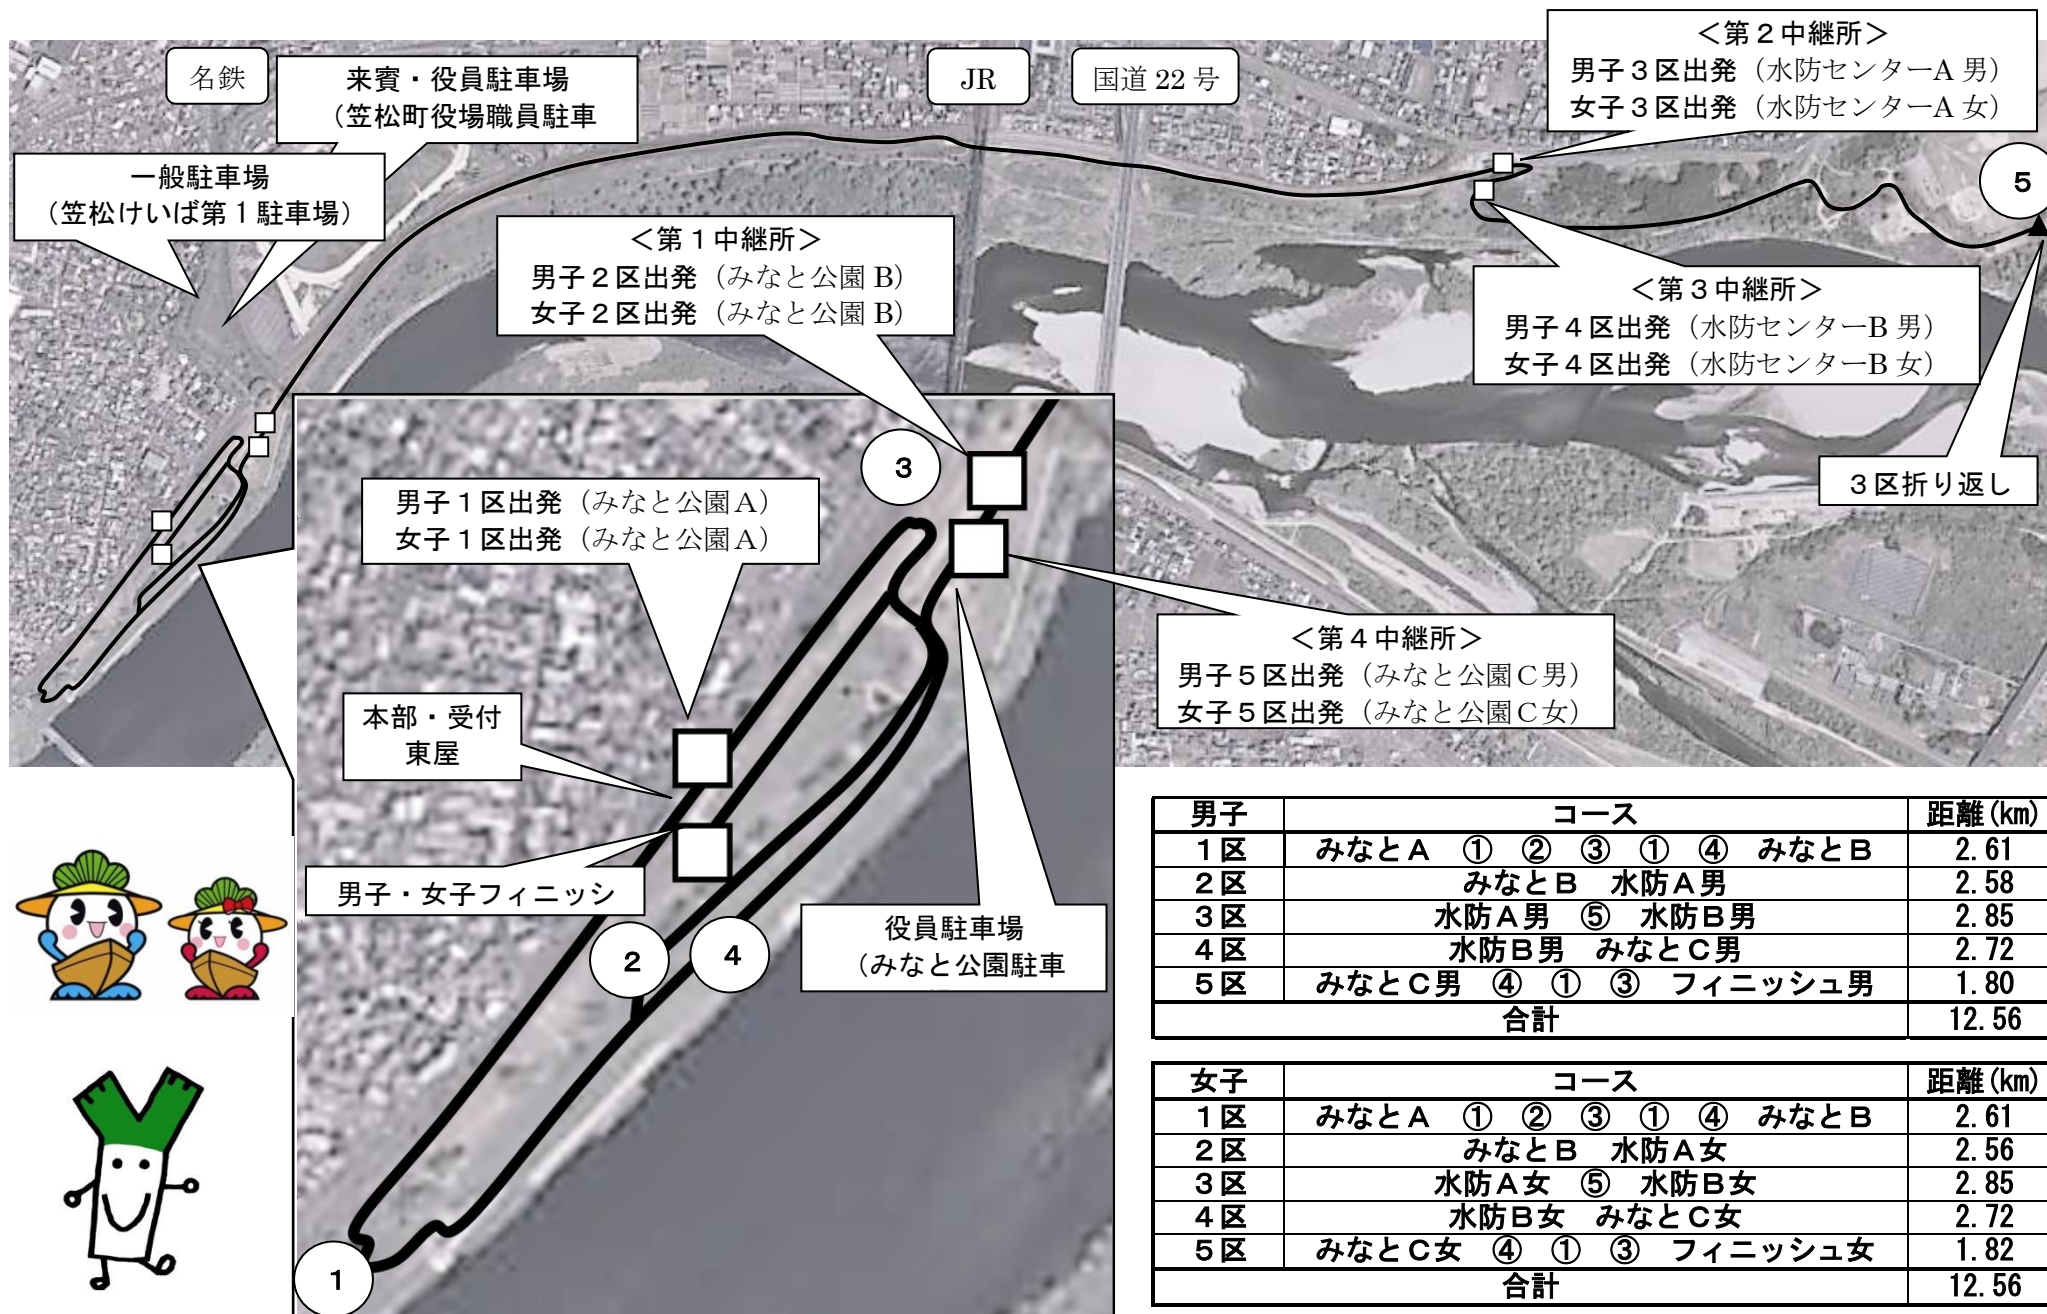 名鉄
来賓・役員駐車場
（笠松町役場職員駐車
JR
国道 22 号
＜第２中継所＞
男子３区出発（水防センターA 男）
女子３区出発（水防センターA 女）
一般駐車場
（笠松けいば第１駐車場）
5
＜第１中継所＞
男子２区出発（みなと公園 B）
女子２区出発（みなと公園 B）
＜第３中継所＞
男子４区出発（水防センターB 男）
女子４区出発（水防センターB 女）
3
３区折り返し
男子１区出発（みなと公園Ａ）
女子１区出発（みなと公園Ａ）
＜第４中継所＞
男子５区出発（みなと公園Ｃ男）
女子５区出発（みなと公園Ｃ女）
本部・受付
東屋
男子・女子フィニッシ
2
4
役員駐車場
（みなと公園駐車
1
男子 コース 距離(km)
1区 みなとＡ ① ② ③ ① ④ みなとＢ 2.61
2区 みなとＢ 水防Ａ男 2.58
3区 水防Ａ男 ⑤ 水防Ｂ男 2.85
4区 水防Ｂ男 みなとＣ男 2.72
5区 みなとＣ男 ④ ① ③ フィニッシュ男 1.80
合計 12.56
女子 コース 距離(km)
1区 みなとＡ ① ② ③ ① ④ みなとＢ 2.61
2区 みなとＢ 水防Ａ女 2.56
3区 水防Ａ女 ⑤ 水防Ｂ女 2.85
4区 水防Ｂ女 みなとＣ女 2.72
5区 みなとＣ女 ④ ① ③ フィニッシュ女 1.82
合計 12.56